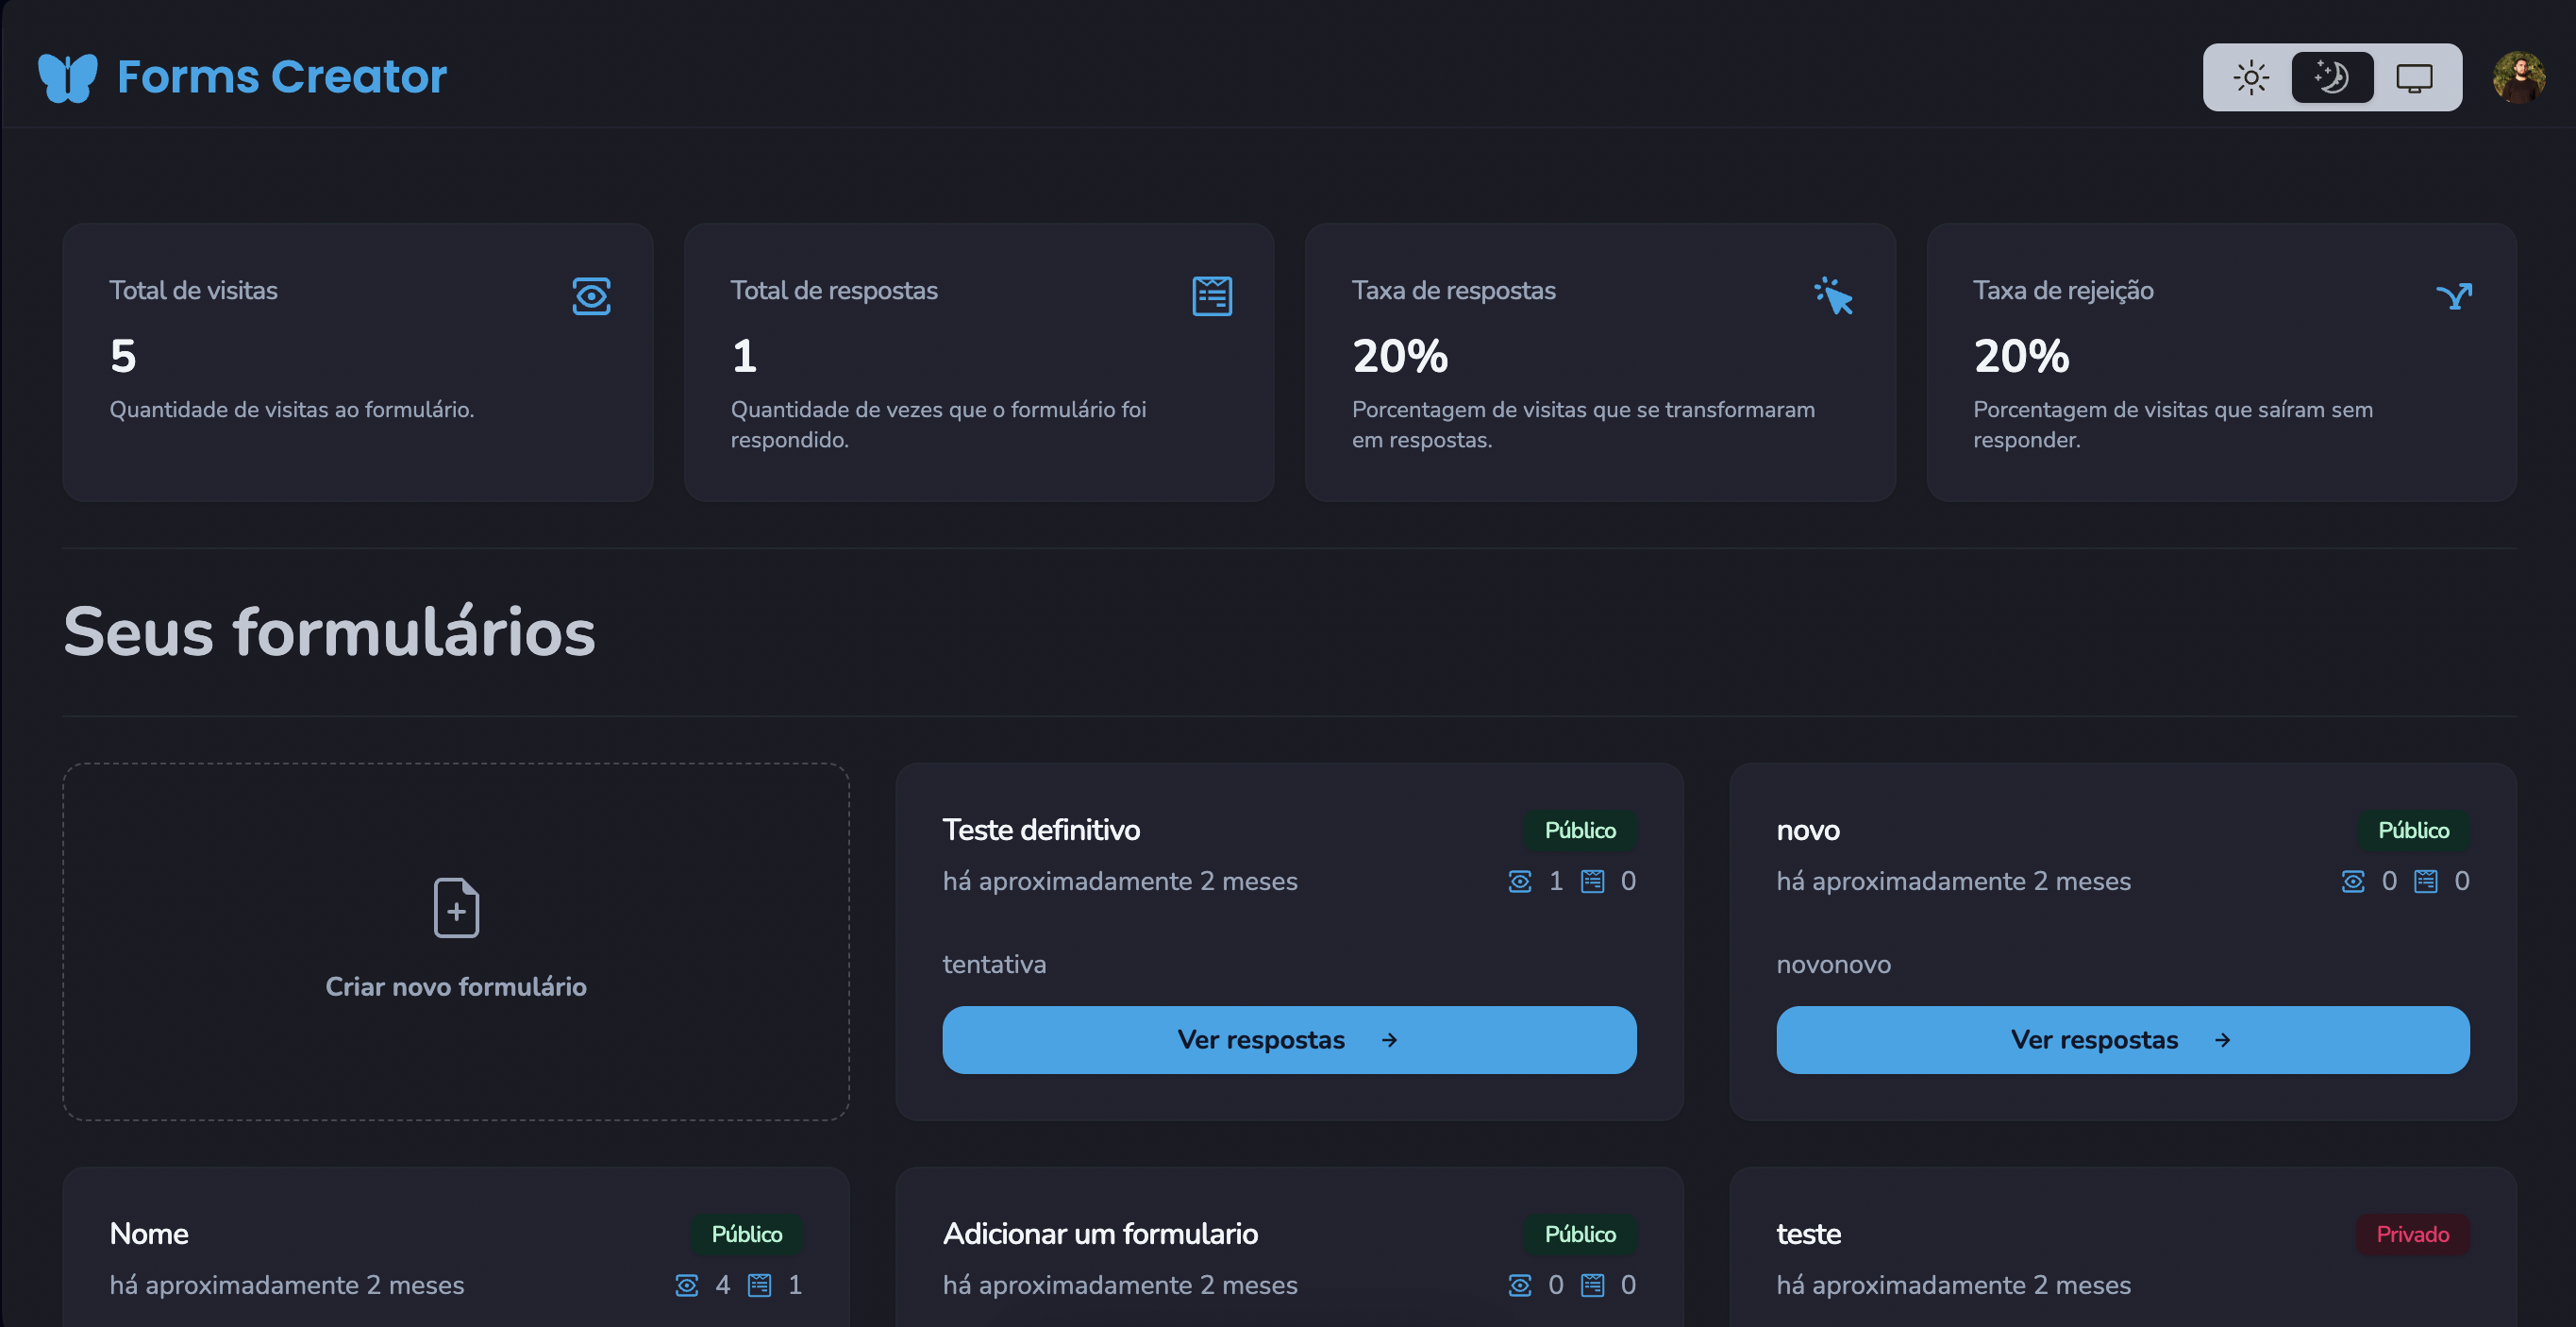 Forms Creator
Total de visitas
5
Quantidade de visitas ao formulário.
Total de respostas
1
Quantidade de vezes que o formulário foi
respondido.
Taxa de respostas
20%
Porcentagem de visitas que se transformaram
em respostas.
Taxa de rejeição
20%
Porcentagem de visitas que saíram sem
responder.
Seus formulários
Criar novo formulário
Teste definitivo
Público
há aproximadamente 2 meses
1 0
tentativa
Ver respostas →
novo
Público
há aproximadamente 2 meses
0 0
novonovo
Ver respostas →
Nome
Público
há aproximadamente 2 meses
4 1
Adicionar um formulario
Público
há aproximadamente 2 meses
0 0
teste
Privado
há aproximadamente 2 meses